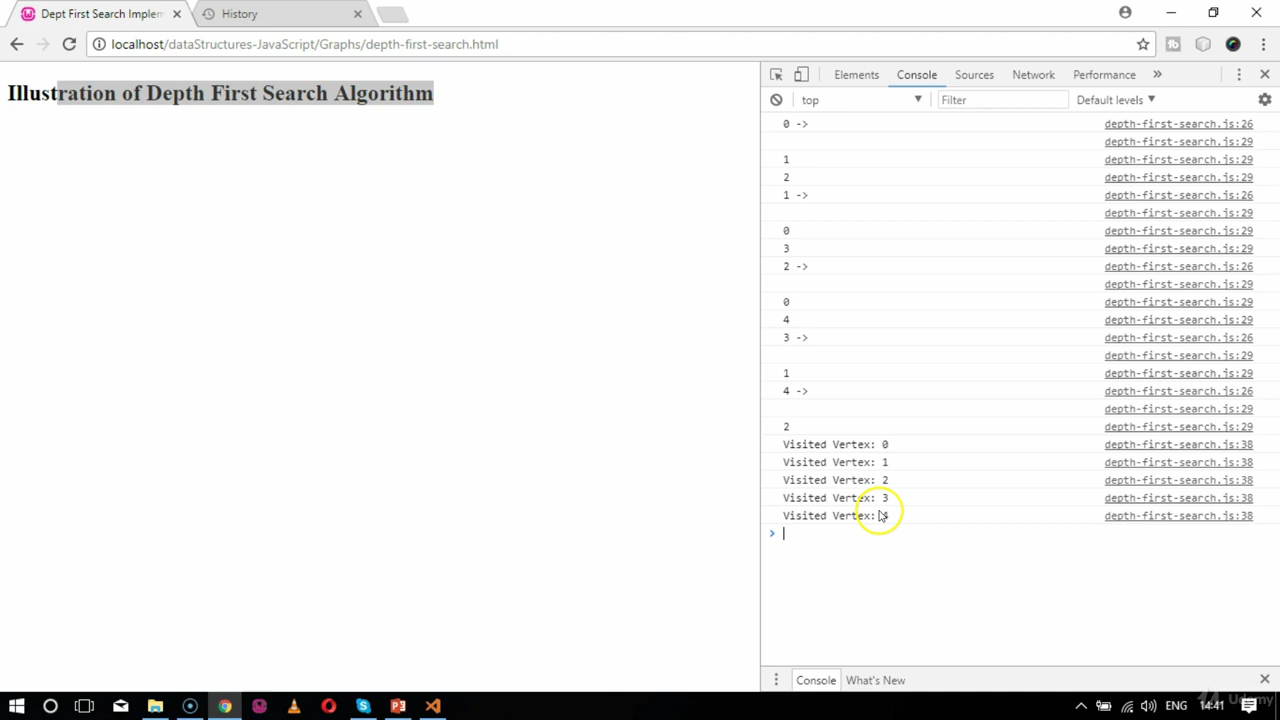 Dept First Search Implem
History
localhost/dataStructures-JavaScript/Graphs/depth-first-search.html
Illustration of Depth First Search Algorithm
Elements Console Sources Network Performance »
top Filter Default levels
0 -> depth-first-search.js:26
depth-first-search.js:29
1 depth-first-search.js:29
2 depth-first-search.js:29
1 -> depth-first-search.js:26
depth-first-search.js:29
0 depth-first-search.js:29
3 depth-first-search.js:29
2 -> depth-first-search.js:26
depth-first-search.js:29
0 depth-first-search.js:29
4 depth-first-search.js:29
3 -> depth-first-search.js:26
depth-first-search.js:29
1 depth-first-search.js:29
4 -> depth-first-search.js:26
depth-first-search.js:29
2 depth-first-search.js:29
Visited Vertex: 0 depth-first-search.js:38
Visited Vertex: 1 depth-first-search.js:38
Visited Vertex: 2 depth-first-search.js:38
Visited Vertex: 3 depth-first-search.js:38
Visited Vertex: depth-first-search.js:38
>
Console What's New
ENG 14:41
Udemy